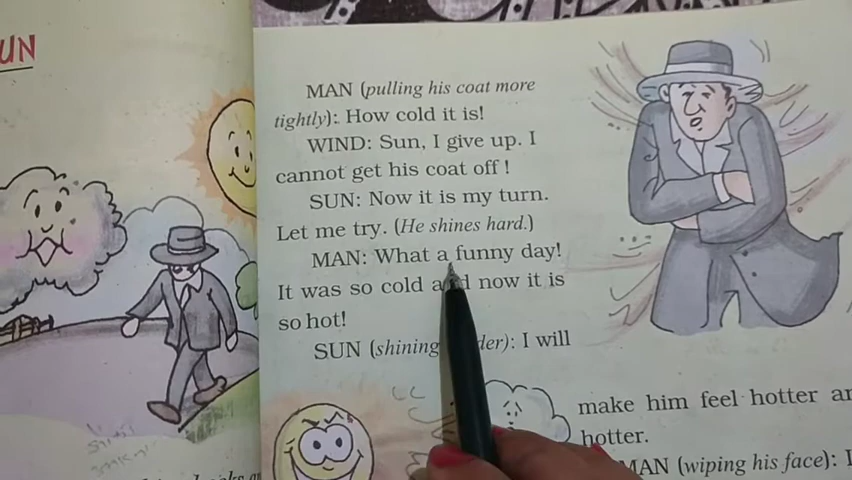 UN
MAN (pulling his coat more
tightly): How cold it is!
WIND: Sun, I give up. I
cannot get his coat off !
SUN: Now it is my turn.
Let me try. (He shines hard.)
MAN: What a funny day!
It was so cold and now it is
so hot!
SUN (shining der): I will
make him feel hotter an
hotter.
MAN (wiping his face): I